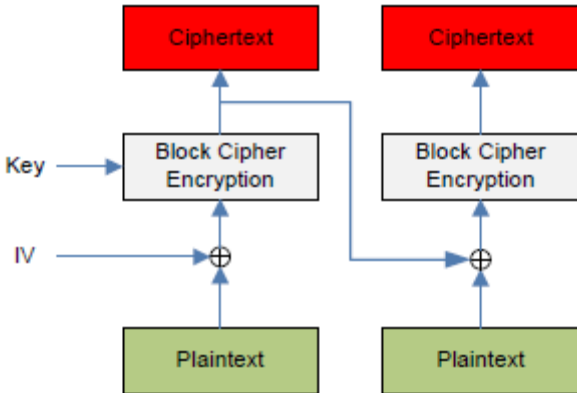 Ciphertext
Ciphertext
Key
Block Cipher
Encryption
Block Cipher
Encryption
IV
Plaintext
Plaintext